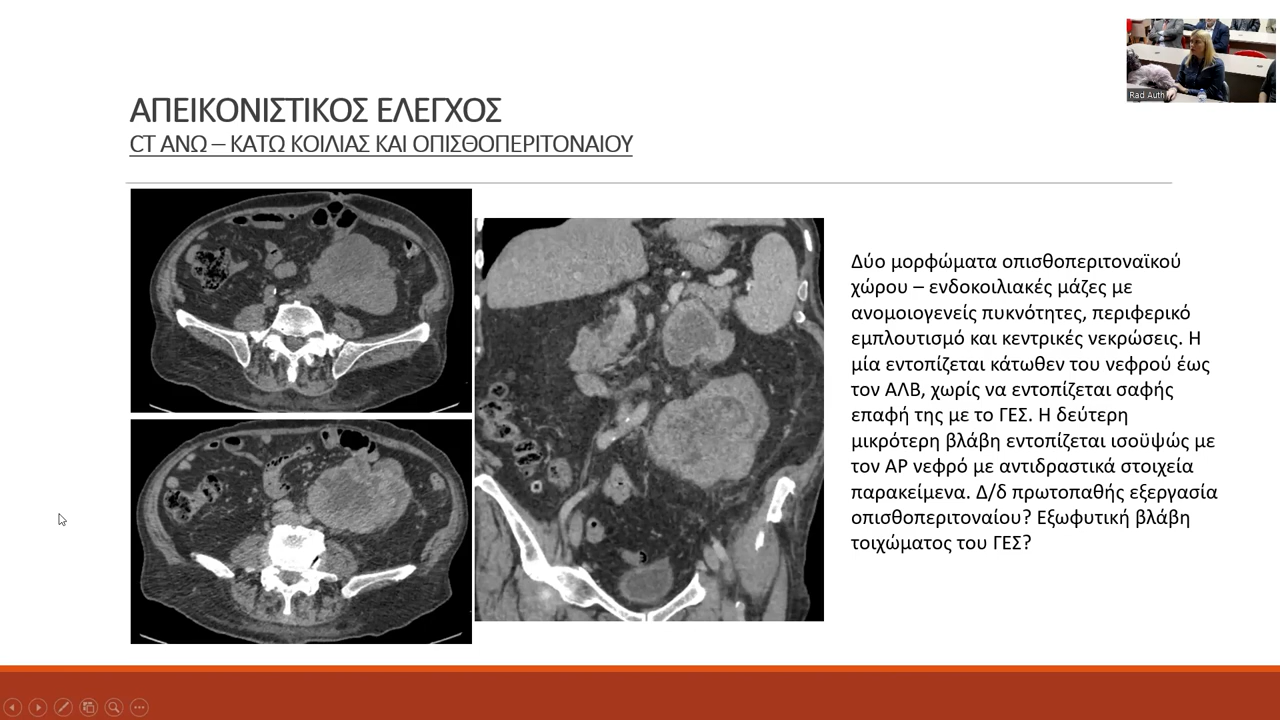 ΑΠΕΙΚΟΝΙΣΤΙΚΟΣ ΕΛΕΓΧΟΣ
CT ΑΝΩ – ΚΑΤΩ ΚΟΙΛΙΑΣ ΚΑΙ ΟΠΙΣΘΟΠΕΡΙΤΟΝΑΙΟΥ
Rad Auth
Δύο μορφώματα οπισθοπεριτοναϊκού
χώρου – ενδοκοιλιακές μάζες με
ανομοιογενείς πυκνότητες, περιφερικό
εμπλουτισμό και κεντρικές νεκρώσεις. Η
μία εντοπίζεται κάτωθεν του νεφρού έως
τον ΑΛΒ, χωρίς να εντοπίζεται σαφής
επαφή της με το ΓΕΣ. Η δεύτερη
μικρότερη βλάβη εντοπίζεται ισοϋψώς με
τον ΑΡ νεφρό με αντιδραστικά στοιχεία
παρακείμενα. Δ/δ πρωτοπαθής εξεργασία
οπισθοπεριτοναίου? Εξωφυτική βλάβη
τοιχώματος του ΓΕΣ?